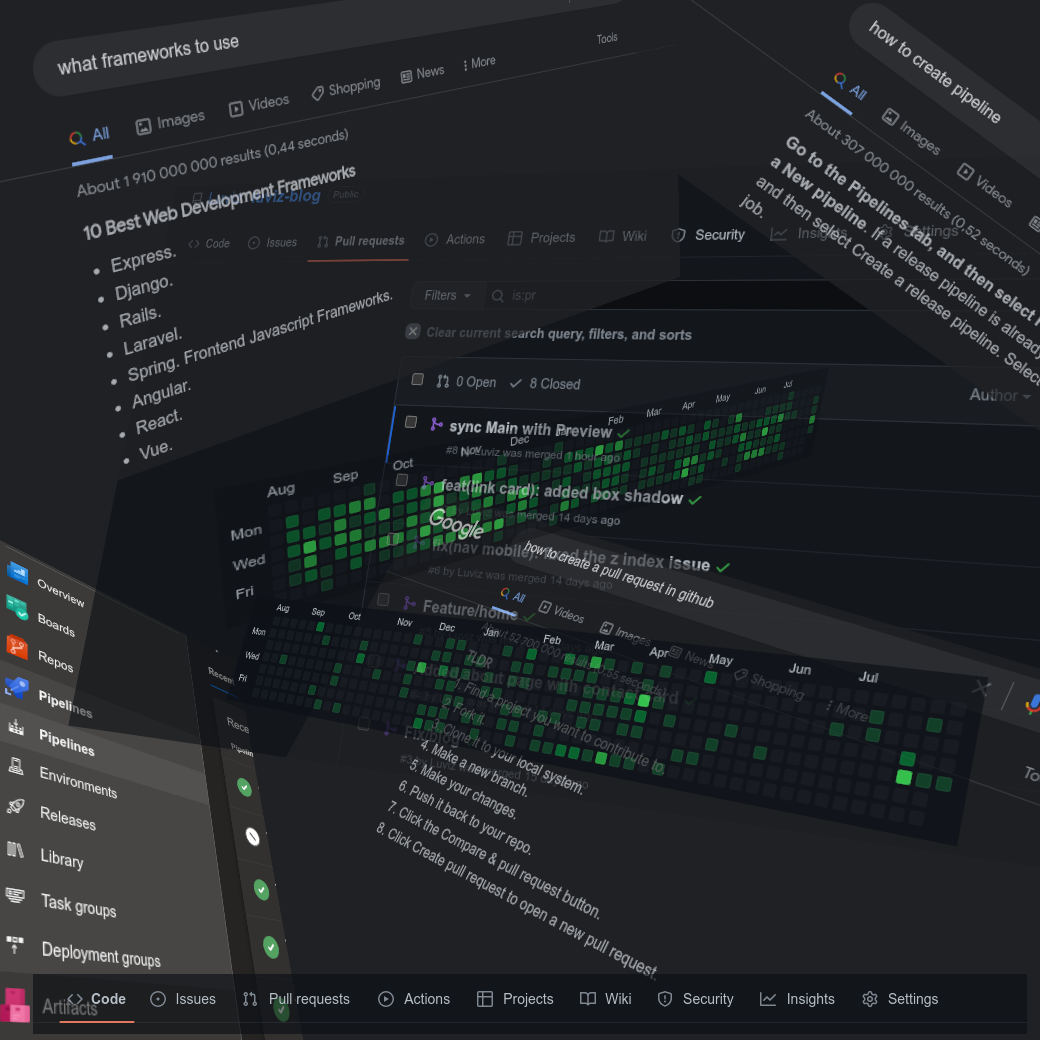 what frameworks to use
All
Images
Videos
Shopping
News
More
Tools
About 1 910 000 000 results (0,44 seconds)
10 Best Web Development Frameworks
Express.
Django.
Rails.
Laravel.
Spring. Frontend Javascript Frameworks.
Angular.
React.
Vue.
how to create pipeline
All
Images
Videos
About 307 000 000 results (0,52 seconds)
Go to the Pipelines tab, and then select
a New pipeline. If a release pipeline is already
and then select Create a release pipeline. Select
job.
luviz-blog
Public
Code
Issues
Pull requests
Actions
Projects
Wiki
Security
Insights
Settings
Filters
is:pr
Clear current search query, filters, and sorts
0 Open
8 Closed
Author
sync Main with Preview
#8 by Luviz was merged 1 hour ago
feat(link card): added box shadow
was merged 14 days ago
fix(nav mobile): fixed the z index issue
#6 by Luviz was merged 14 days ago
Feature/home
about page with
Aug
Sep
Oct
Nov
Dec
Feb
Mar
Apr
May
Jun
Jul
Mon
Wed
Fri
Google
how to create a pull request in github
All
Videos
Images
News
Shopping
More
About 52 700 000 results (0,55 seconds)
TLDR
1. Find a project you want to contribute to
2. Fork it.
3. Clone it to your local system.
4. Make a new branch.
5. Make your changes.
6. Push it back to your repo.
7. Click the Compare & pull request button.
8. Click Create pull request to open a new pull request.
Aug
Sep
Oct
Nov
Dec
Jan
Feb
Mar
Apr
May
Jun
Jul
Mon
Wed
Fri
Overview
Boards
Repos
Pipelines
Pipelines
Environments
Releases
Library
Task groups
Deployment groups
Artifacts
Code
Issues
Pull requests
Actions
Projects
Wiki
Security
Insights
Settings